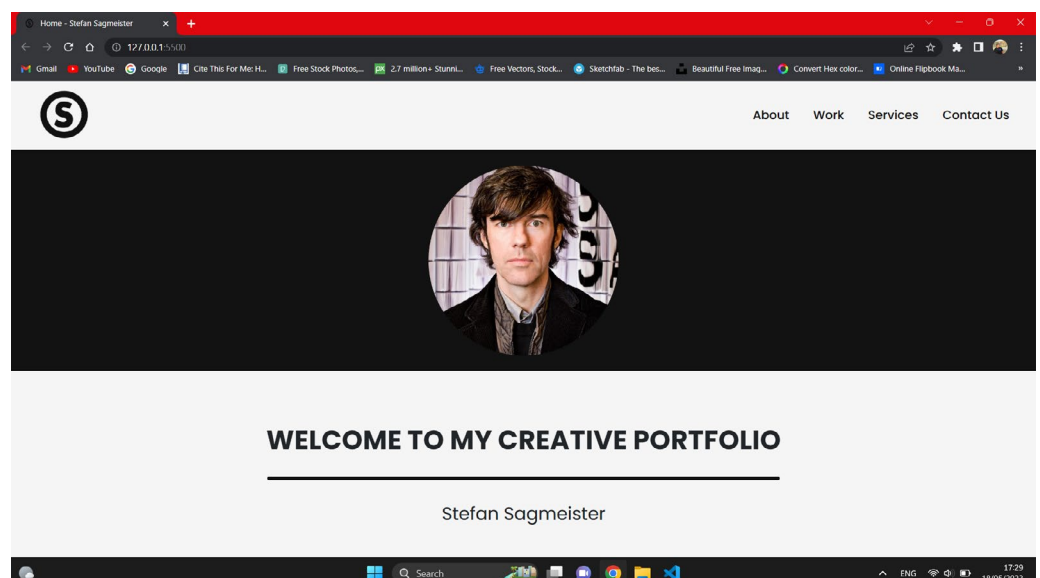 Home - Stefan Sagmeister
127.0.0.1:5500
Gmail YouTube Google Cite This For Me: H... Free Stock Photos,... 2.7 million+ Stunni... Free Vectors, Stock... Sketchfab - The bes... Beautiful Free Imag... Convert Hex color... Online Flipbook Ma...
S About Work Services Contact Us
WELCOME TO MY CREATIVE PORTFOLIO
Stefan Sagmeister
Search ENG 17:29